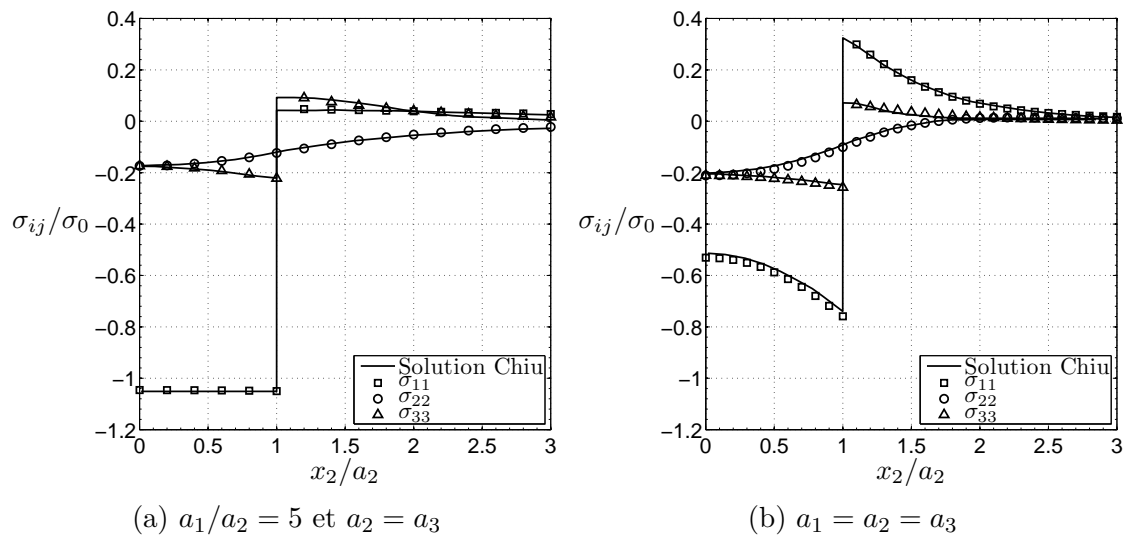 0.4
0.2
0
−0.2
−0.4
−0.6
−0.8
−1
−1.2
σij/σ0
0 0.5 1 1.5 2 2.5 3
x2/a2
Solution Chiu
σ11
σ22
σ33
(a) a1/a2 = 5 et a2 = a3
0.4
0.2
0
−0.2
−0.4
−0.6
−0.8
−1
−1.2
σij/σ0
0 0.5 1 1.5 2 2.5 3
x2/a2
Solution Chiu
σ11
σ22
σ33
(b) a1 = a2 = a3